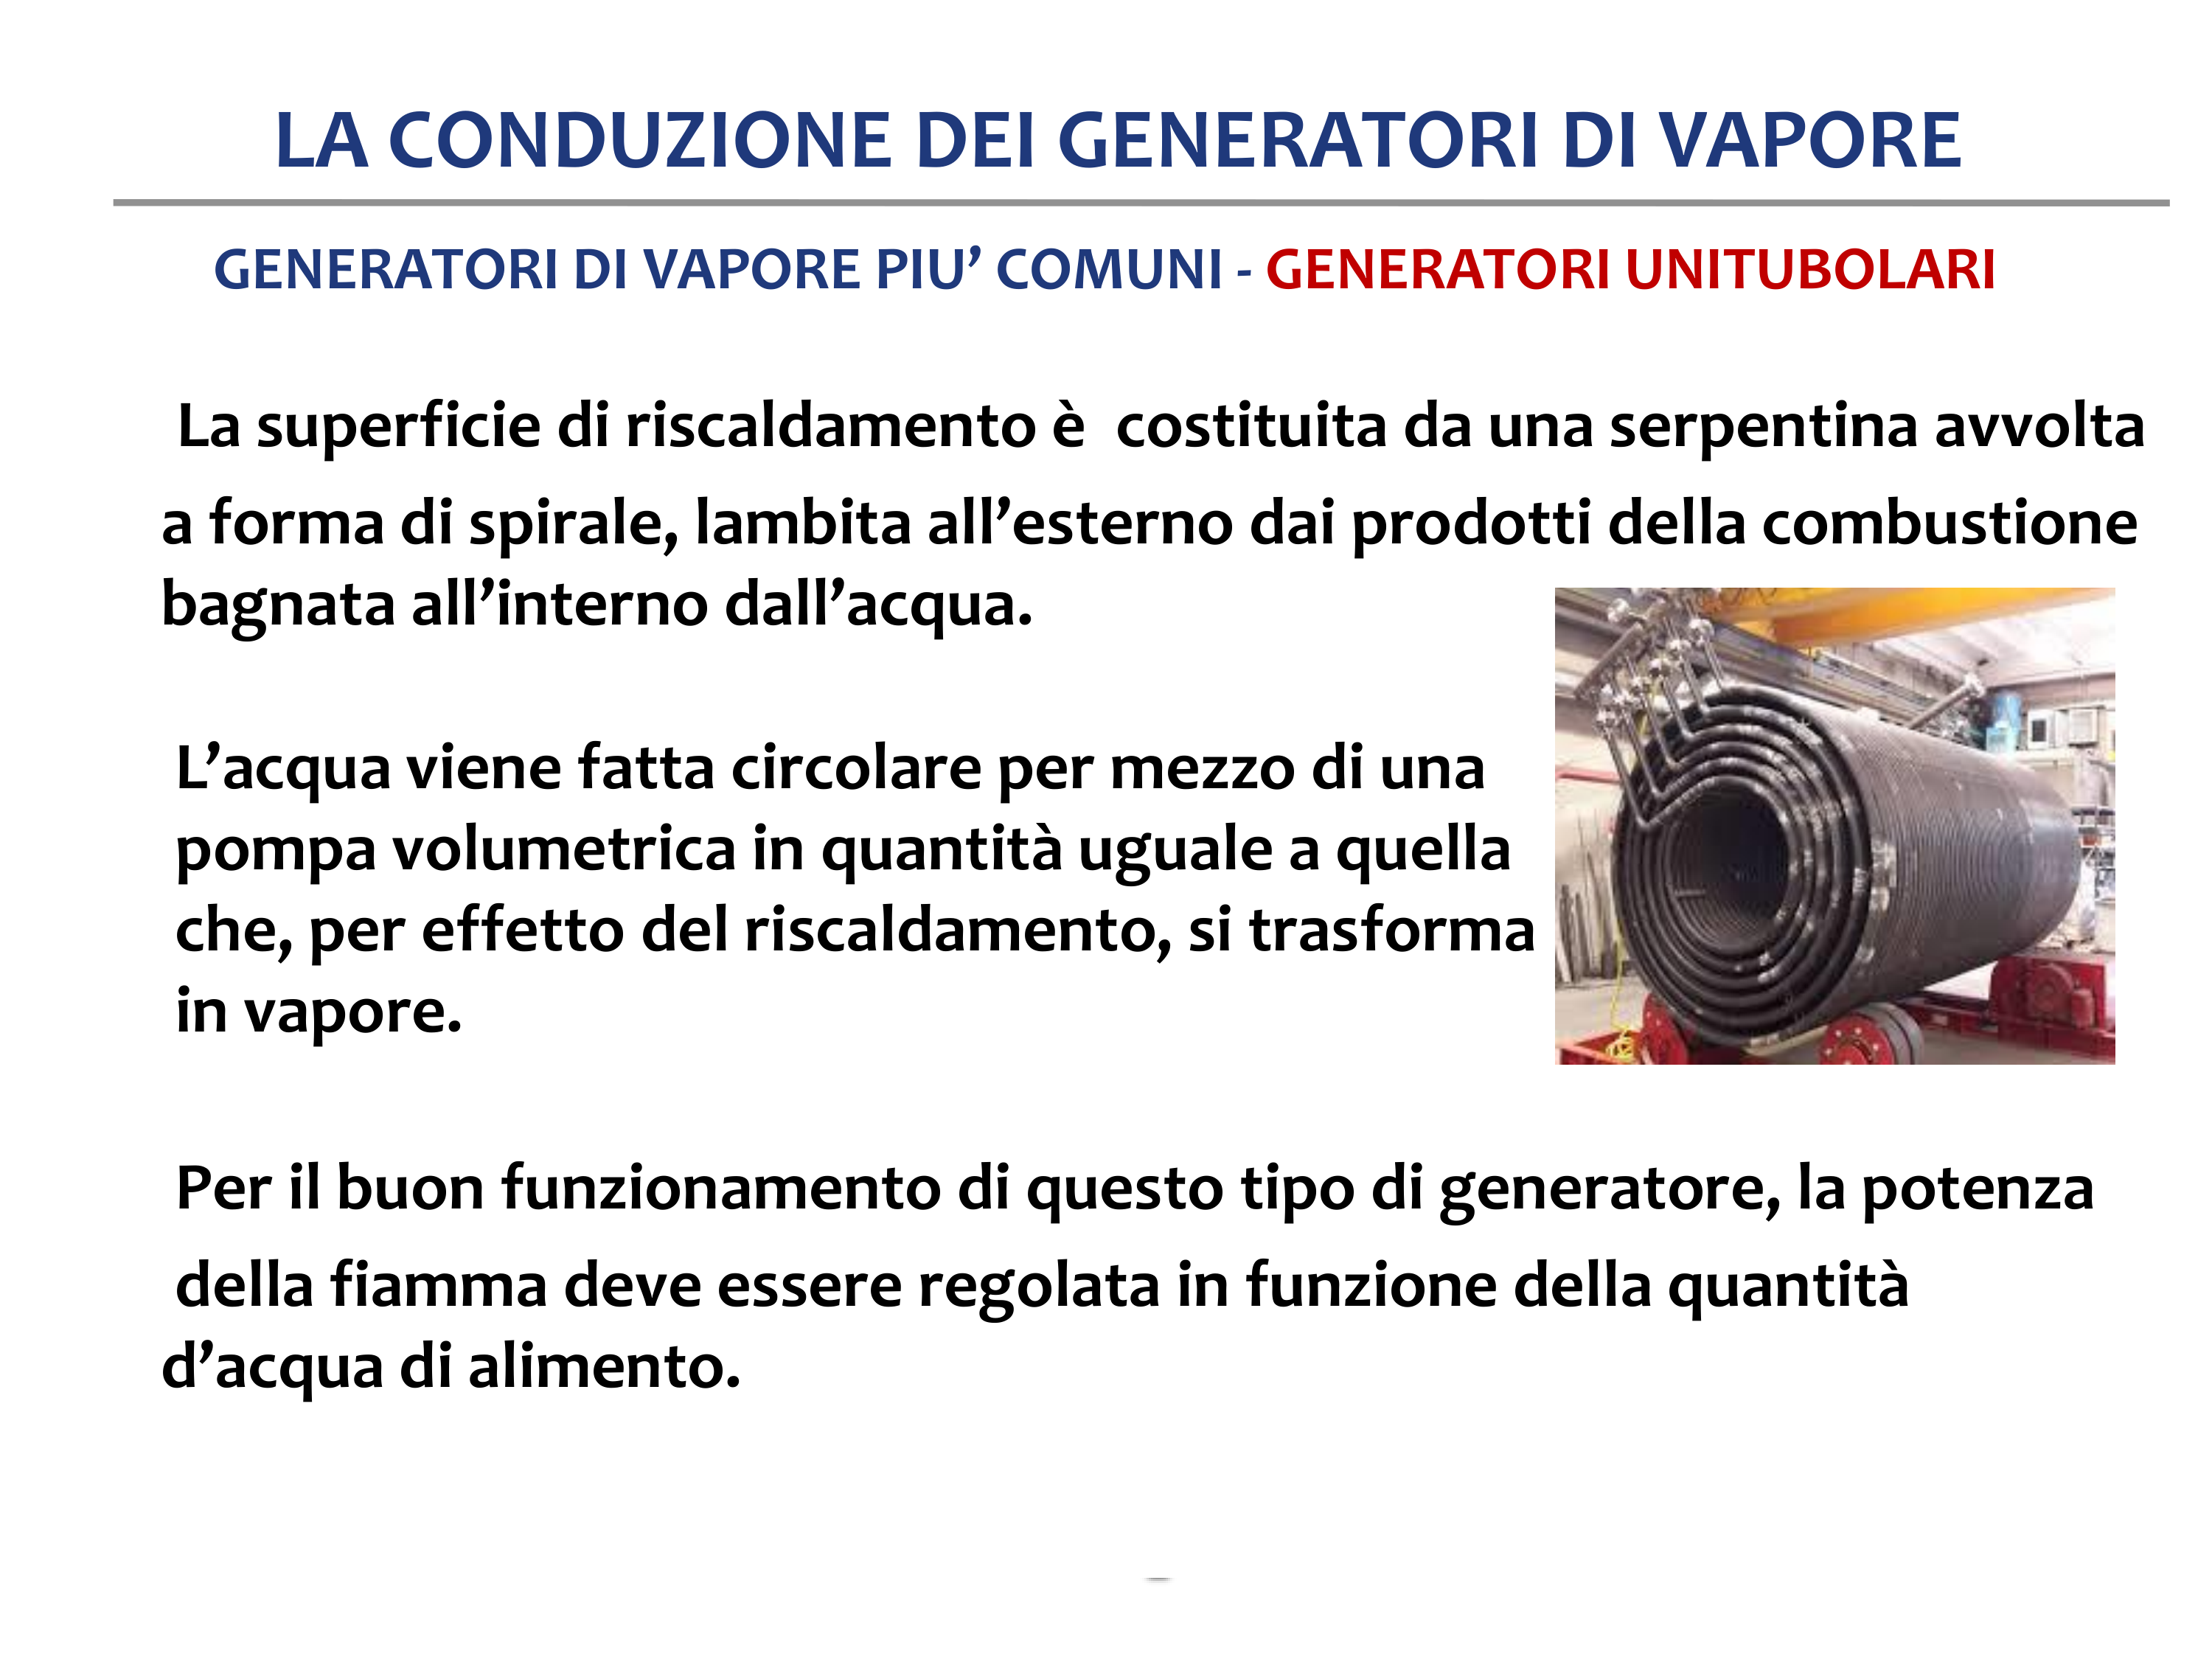 LA CONDUZIONE DEI GENERATORI DI VAPORE
GENERATORI DI VAPORE PIU’ COMUNI - GENERATORI UNITUBOLARI
La superficie di riscaldamento è costituita da una serpentina avvolta
a forma di spirale, lambita all’esterno dai prodotti della combustione
bagnata all’interno dall’acqua.
L’acqua viene fatta circolare per mezzo di una
pompa volumetrica in quantità uguale a quella
che, per effetto del riscaldamento, si trasforma
in vapore.
Per il buon funzionamento di questo tipo di generatore, la potenza
della fiamma deve essere regolata in funzione della quantità
d’acqua di alimento.